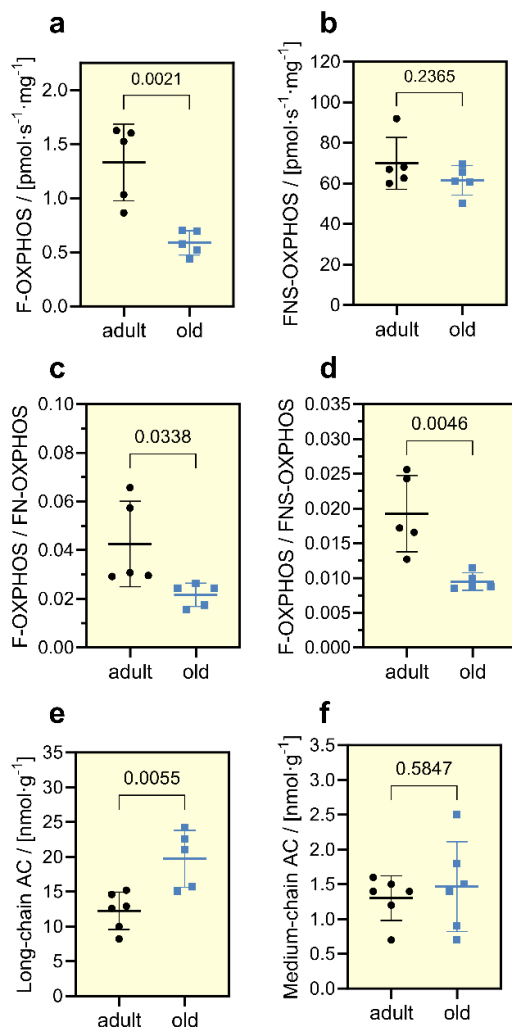 a
0.0021
F-OXPHOS / [pmol·s⁻¹·mg⁻¹]
2.0
1.5
1.0
0.5
0.0
adult old
b
0.2365
FNS-OXPHOS / [pmol·s⁻¹·mg⁻¹]
120
100
80
60
40
20
0
adult old
c
0.0338
F-OXPHOS / FN-OXPHOS
0.10
0.08
0.06
0.04
0.02
0.00
adult old
d
0.0046
F-OXPHOS / FNS-OXPHOS
0.035
0.030
0.025
0.020
0.015
0.010
0.005
0.000
adult old
e
0.0055
Long-chain AC / [nmol·g⁻¹]
35
30
25
20
15
10
5
0
adult old
f
0.5847
Medium-chain AC / [nmol·g⁻¹]
3.5
3.0
2.5
2.0
1.5
1.0
0.5
0.0
adult old